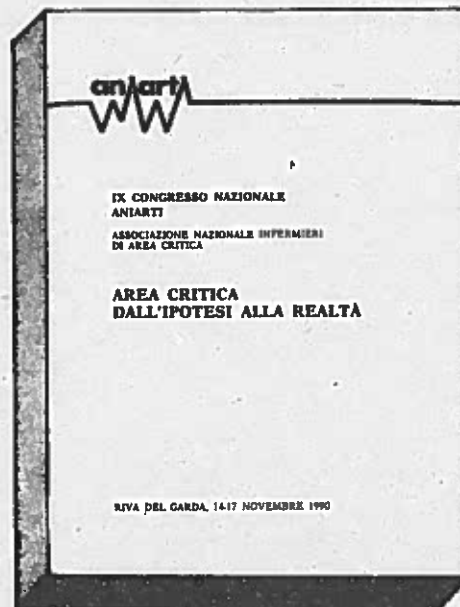 aniarti
IX CONGRESSO NAZIONALE
ANIARTI
ASSOCIAZIONE NAZIONALE INFERMIERI
DI AREA CRITICA
AREA CRITICA
DALL'IPOTESI ALLA REALTÀ
RIVA DEL GARDA, 14-17 NOVEMBRE 1990